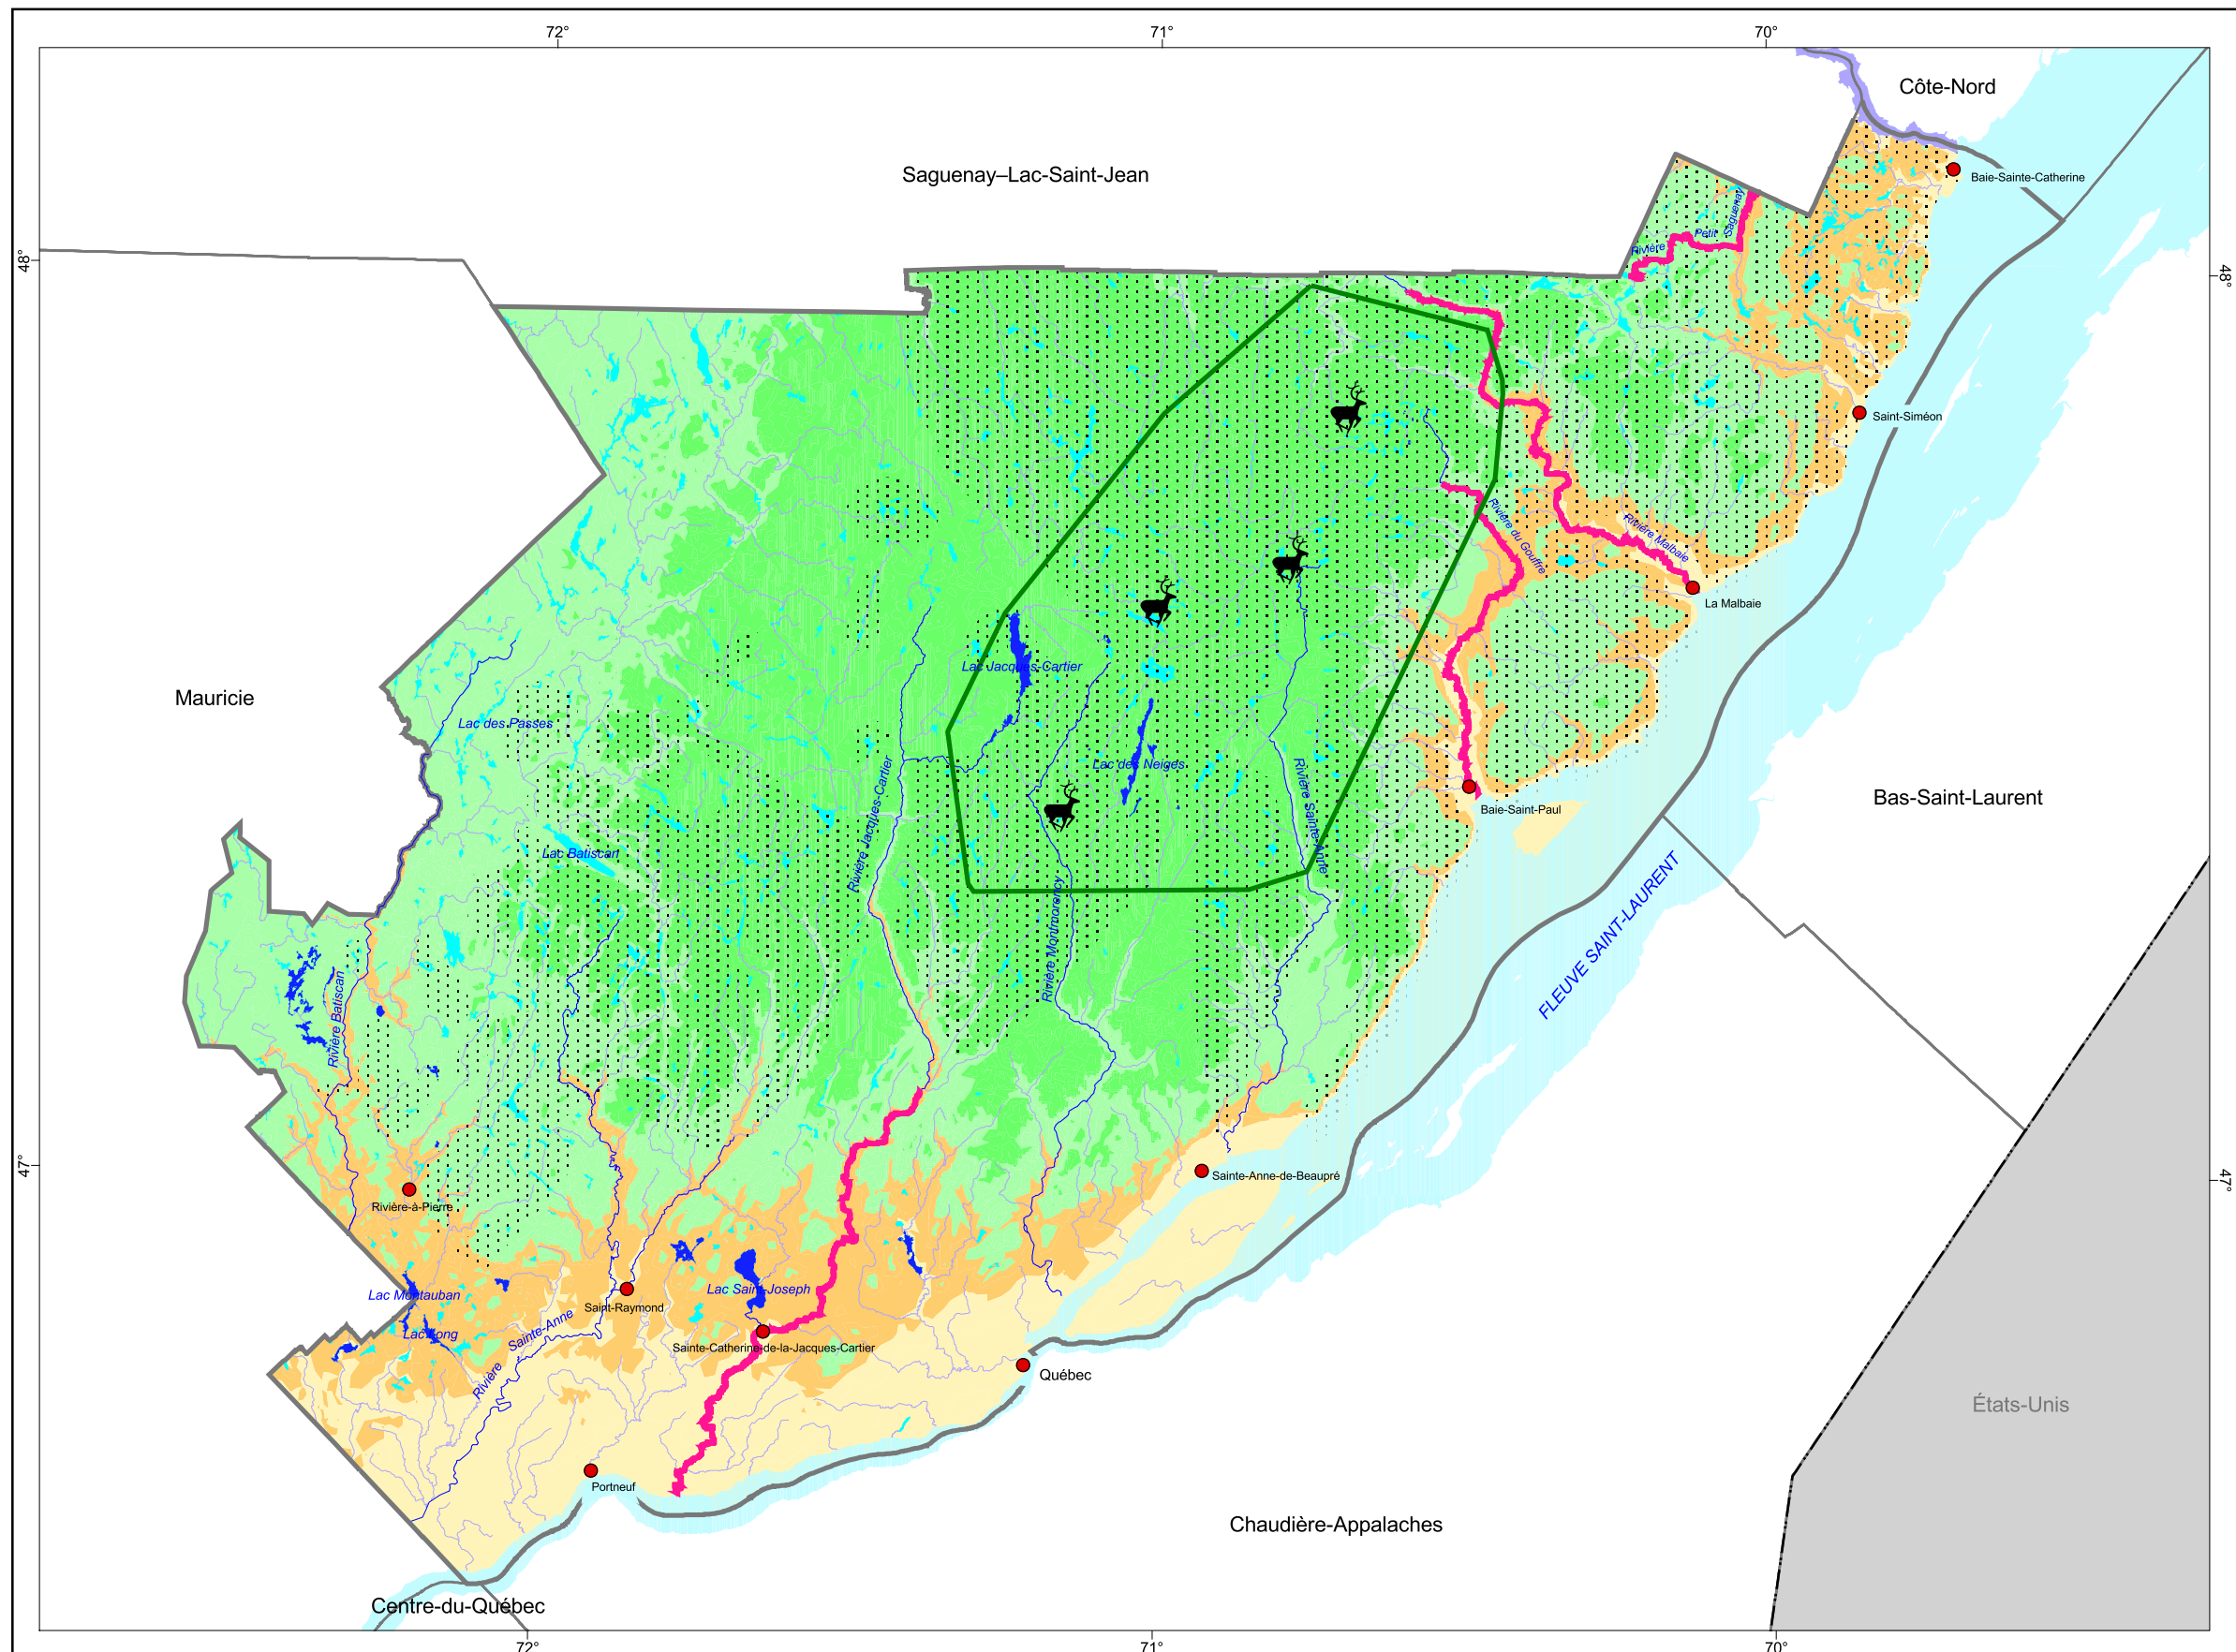 72°
71°
70°
Côte-Nord
Saguenay–Lac-Saint-Jean
Baie-Sainte-Catherine
Rivière Petit Saguenay
48°
48°
Saint-Siméon
Rivière du Gouffre
Rivière Malbaie
La Malbaie
Lac Jacques-Cartier
Mauricie
Lac des Passes
Lac des Neiges
Rivière Jacques-Cartier
Rivière Sainte-Anne
Bas-Saint-Laurent
Baie-Saint-Paul
Lac Batiscan
FLEUVE SAINT-LAURENT
Rivière Montmorency
Rivière Batiscan
47°
47°
Sainte-Anne-de-Beaupré
Rivière-à-Pierre
Lac Montauban
Lac Saint-Joseph
Saint-Raymond
Lac Long
Rivière Sainte-Anne
Sainte-Catherine-de-la-Jacques-Cartier
Québec
États-Unis
Portneuf
Chaudière-Appalaches
Centre-du-Québec
72°
71°
70°